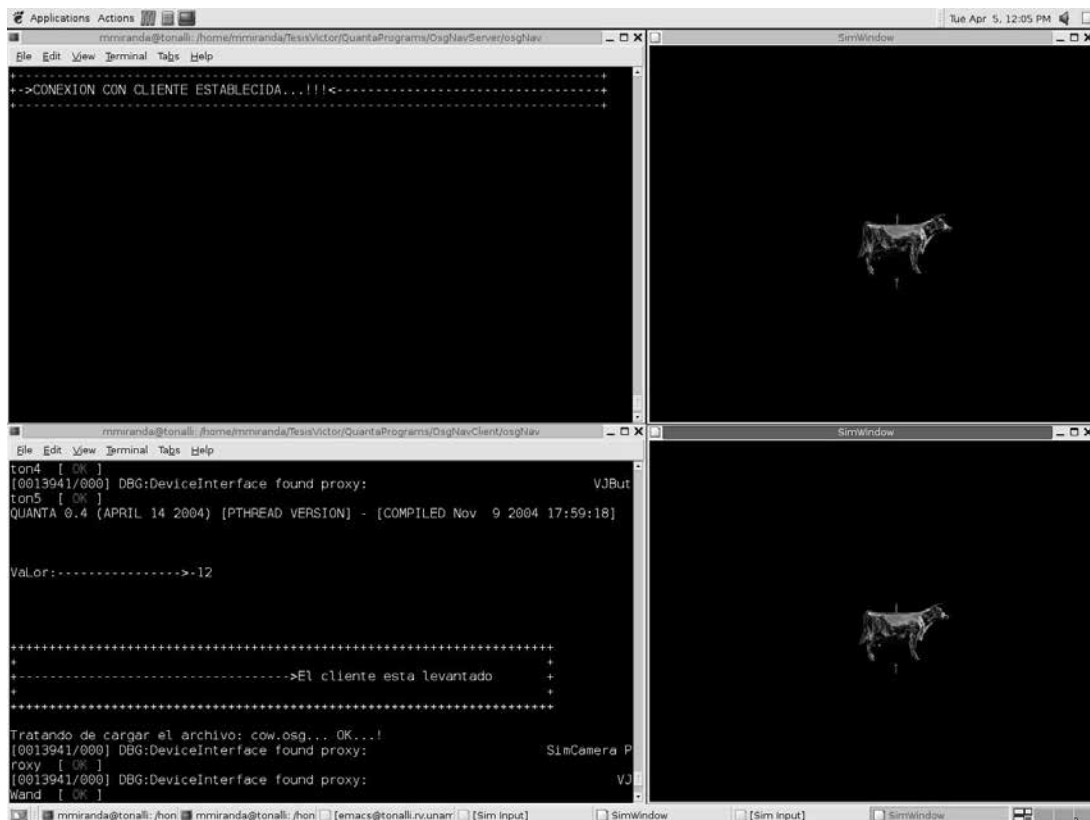 Applications Actions
Tue Apr 5, 12:05 PM
mmiranda@tonalli: /home/mmiranda/TesisVictor/QuantaPrograms/OsgNavServer/osgNav
File Edit View Terminal Tabs Help
+------------------------------------------------------------------------+
+->CONEXION CON CLIENTE ESTABLECIDA...!!!<---------------------------------+
+------------------------------------------------------------------------+
SimWindow
mmiranda@tonalli: /home/mmiranda/TesisVictor/QuantaPrograms/OsgNavClient/osgNav
File Edit View Terminal Tabs Help
ton4 [ OK ]
[0013941/000] DBG:DeviceInterface found proxy: VJBut
ton5 [ OK ]
QUANTA 0.4 (APRIL 14 2004) [PTHREAD VERSION] - [COMPILED Nov 9 2004 17:59:18]
VaLor:---------------->-12
++++++++++++++++++++++++++++++++++++++++++++++++++++++++++++++++++++++
+ +
+----------------------------------->El cliente esta levantado +
+ +
++++++++++++++++++++++++++++++++++++++++++++++++++++++++++++++++++++++
Tratando de cargar el archivo: cow.osg... OK...!
[0013941/000] DBG:DeviceInterface found proxy: SimCamera P
roxy [ OK ]
[0013941/000] DBG:DeviceInterface found proxy: VJ
Wand [ OK ]
SimWindow
mmiranda@tonalli: /hon mmiranda@tonalli: /hon [emacs@tonalli.rv.unam [Sim Input] SimWindow [Sim Input] SimWindow